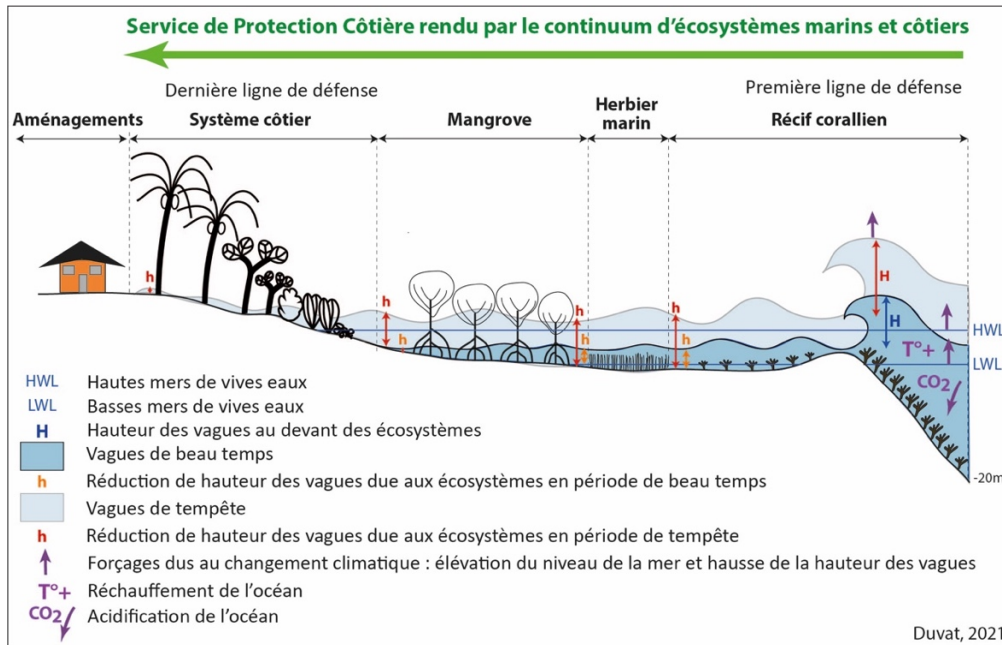 Service de Protection Côtière rendu par le continuum d'écosystèmes marins et côtiers
Dernière ligne de défense
Première ligne de défense
Aménagements
Système côtier
Mangrove
Herbier
marin
Récif corallien
h
h
h
h
h
h
h
H
H
HWL
T°+
LWL
CO2
-20m
HWL Hautes mers de vives eaux
LWL Basses mers de vives eaux
H Hauteur des vagues au devant des écosystèmes
Vagues de beau temps
h Réduction de hauteur des vagues due aux écosystèmes en période de beau temps
Vagues de tempête
h Réduction de hauteur des vagues due aux écosystèmes en période de tempête
Forçages dus au changement climatique : élévation du niveau de la mer et hausse de la hauteur des vagues
T°+ Réchauffement de l'océan
CO2 Acidification de l'océan
Duvat, 2021